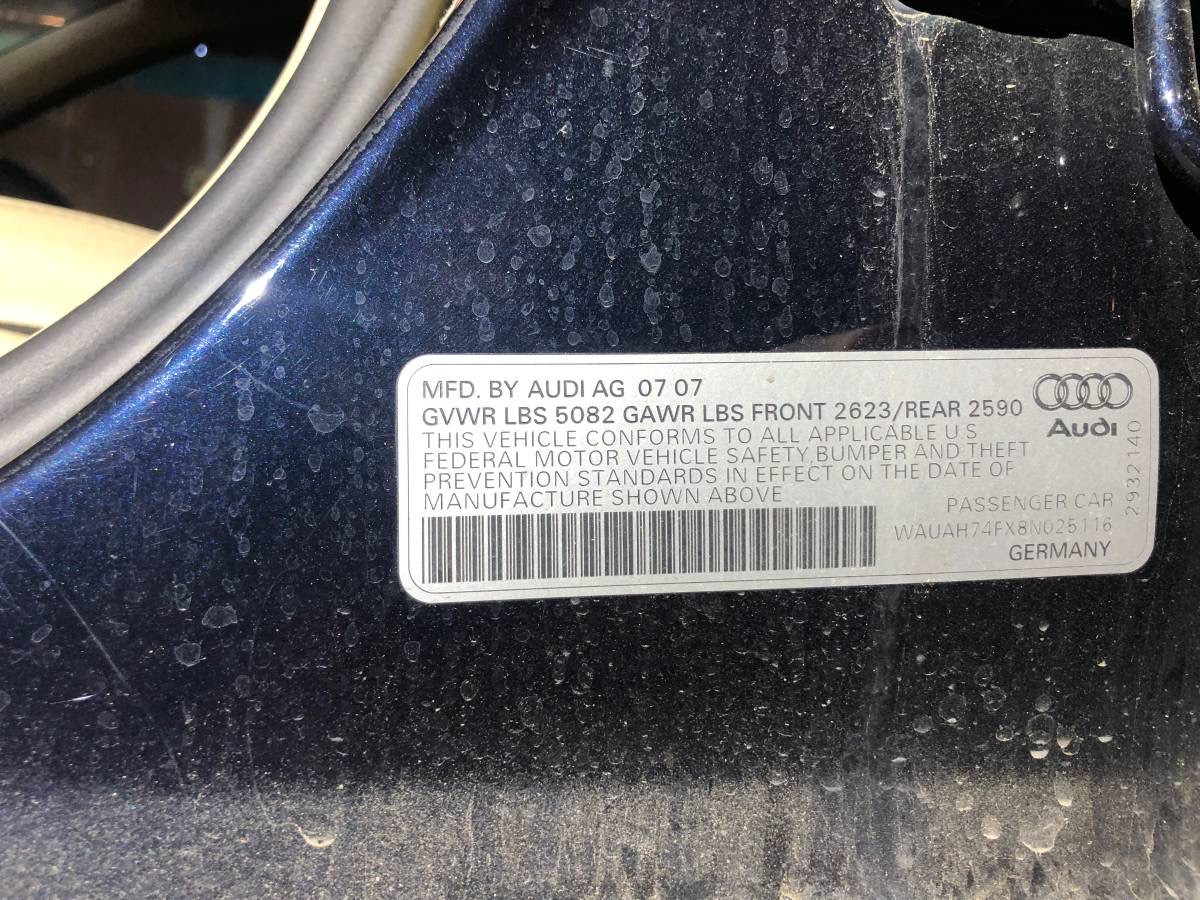 MFD. BY AUDI AG 07 07
GVWR LBS 5082 GAWR LBS FRONT 2623/REAR 2590
THIS VEHICLE CONFORMS TO ALL APPLICABLE U S
FEDERAL MOTOR VEHICLE SAFETY, BUMPER AND THEFT
PREVENTION STANDARDS IN EFFECT ON THE DATE OF
MANUFACTURE SHOWN ABOVE
Audi
PASSENGER CAR
WAUAH74FX8N025116
GERMANY
2932140